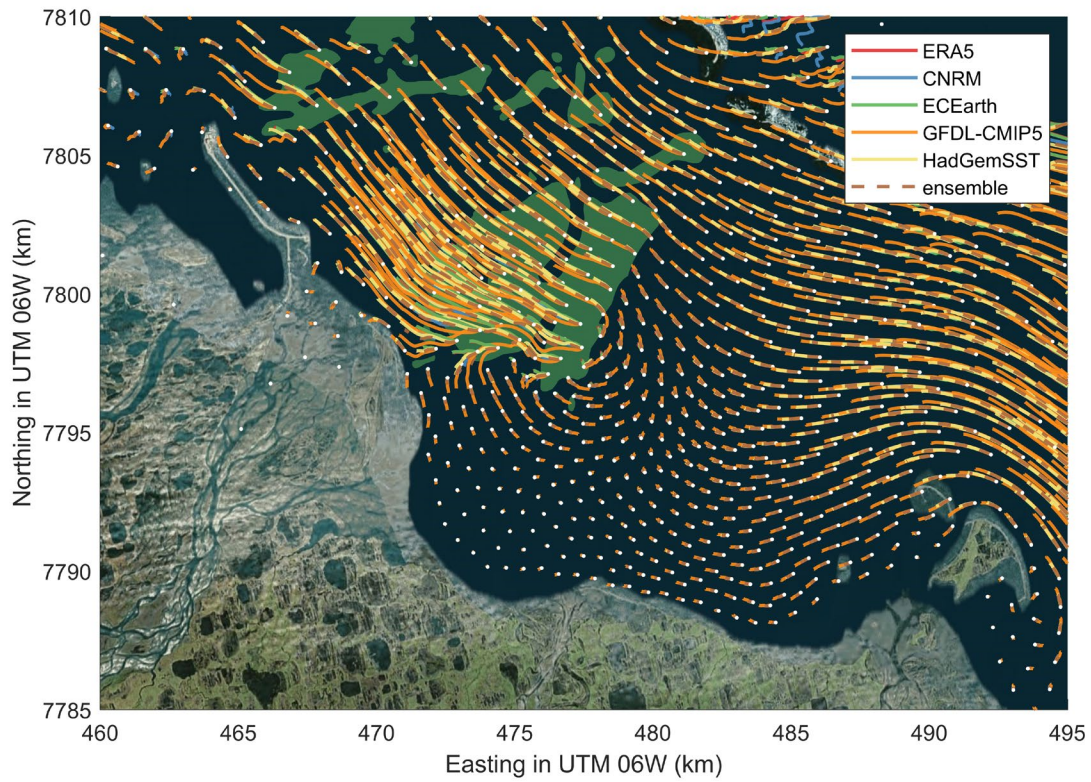 7810
7805
7800
7795
7790
7785
Northing in UTM 06W (km)
ERA5
CNRM
ECEarth
GFDL-CMIP5
HadGemSST
ensemble
460 465 470 475 480 485 490 495
Easting in UTM 06W (km)